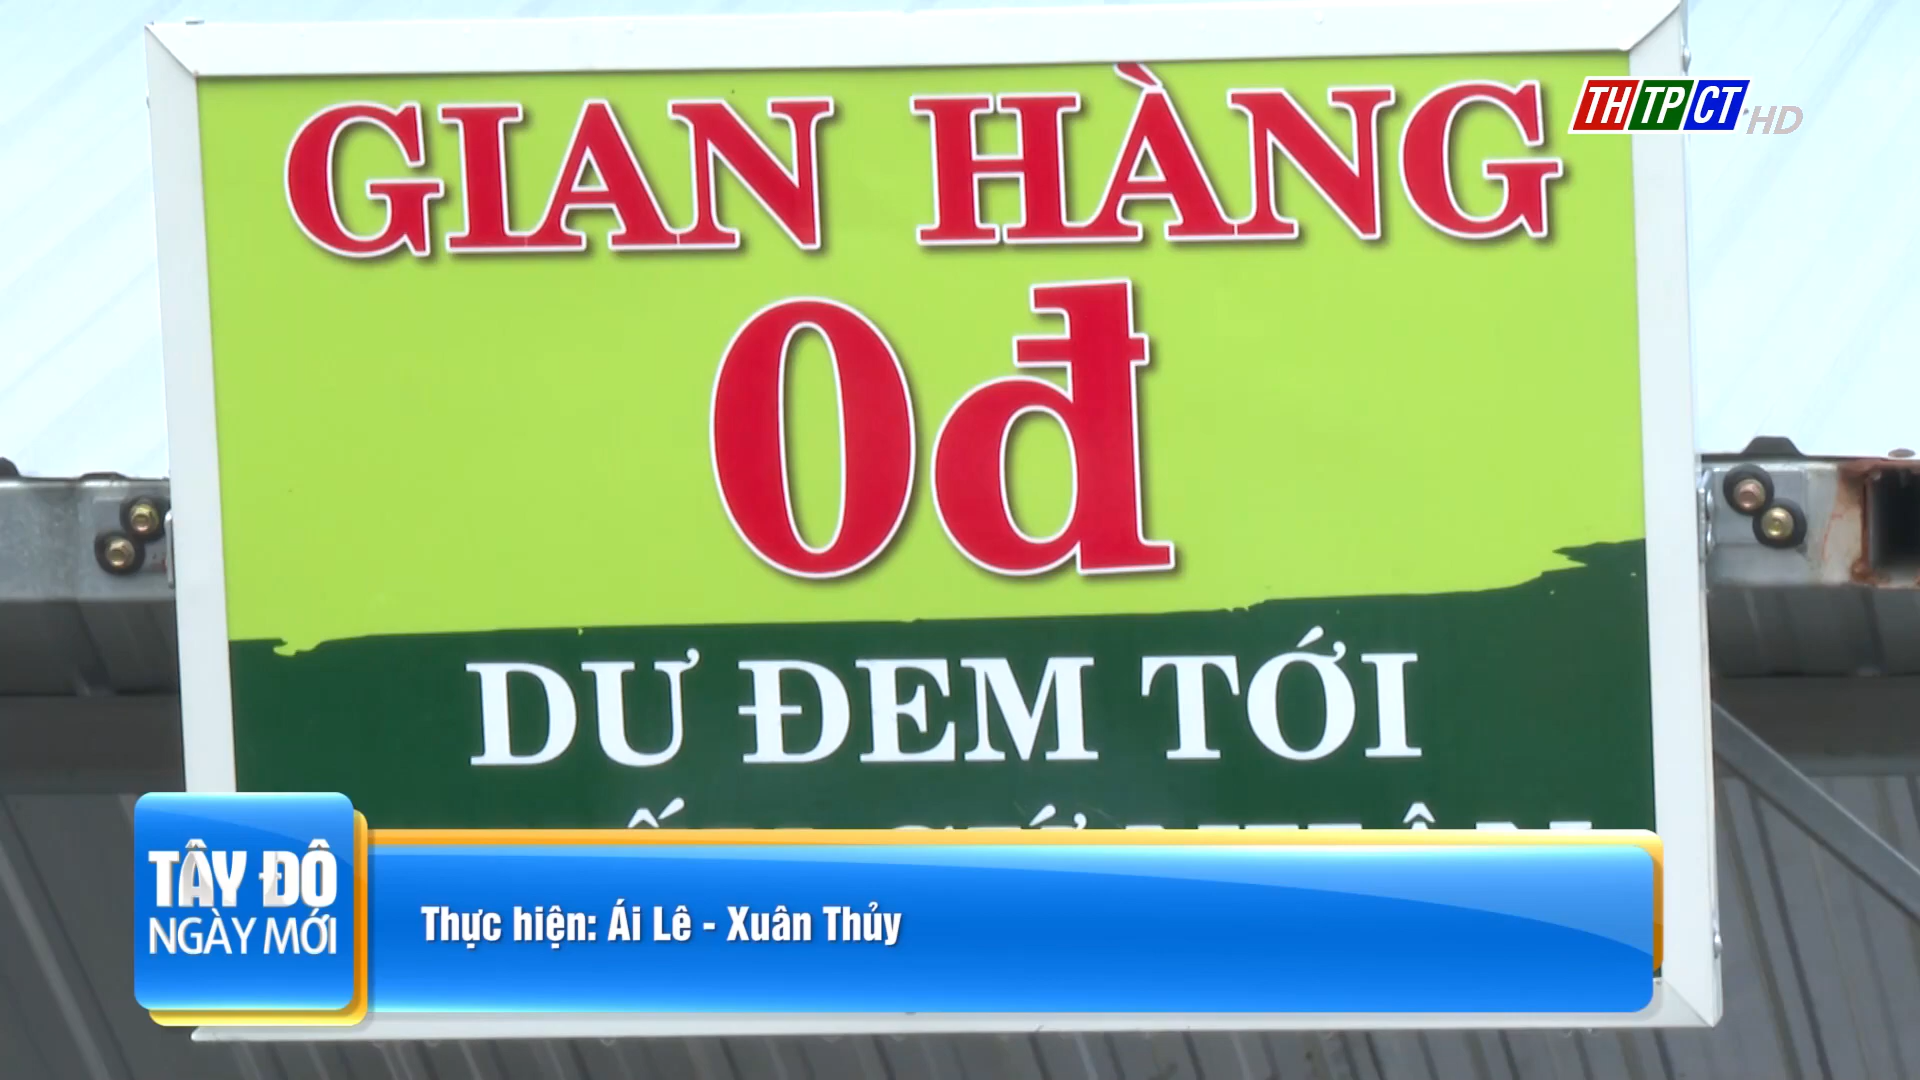 GIAN HÀNG
THTPCT HD
0đ
DƯ ĐEM TỚI
TÂY ĐÔ
NGÀY MỚI
Thực hiện: Ái Lê - Xuân Thủy